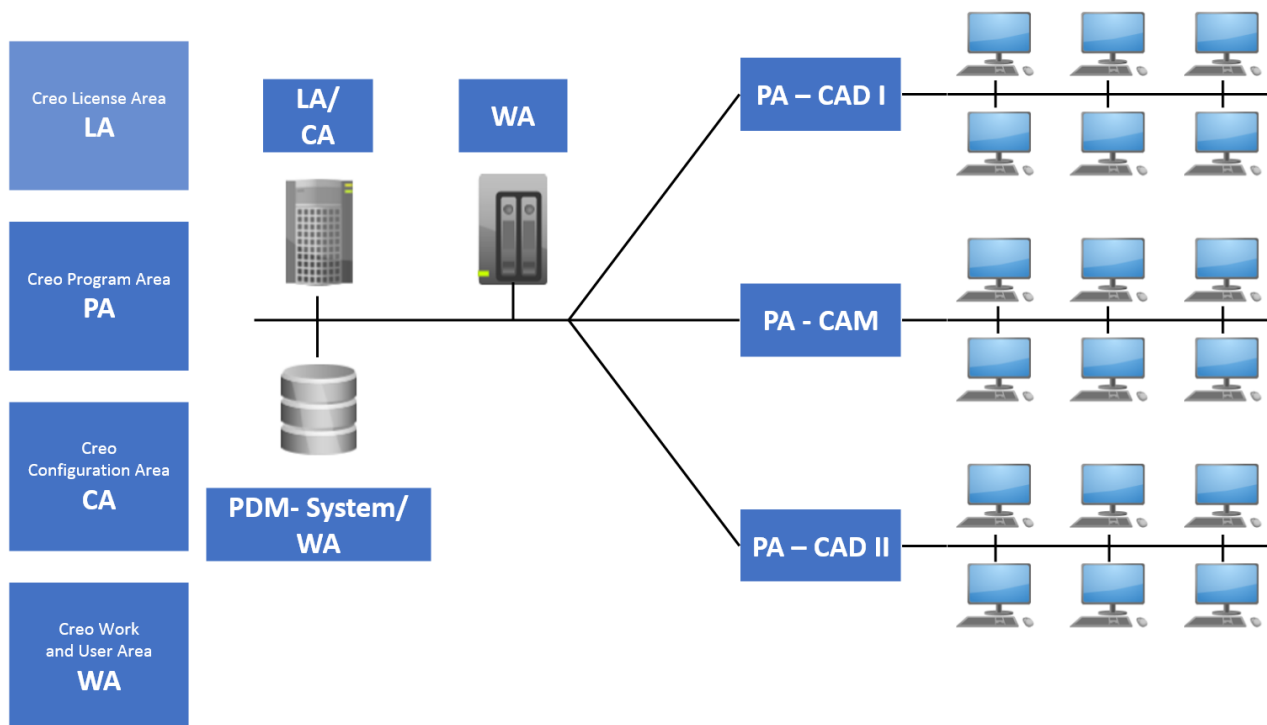 Creo License Area
LA
Creo Program Area
PA
Creo
Configuration Area
CA
Creo Work
and User Area
WA
LA/
CA
WA
PDM- System/
WA
PA – CAD I
PA - CAM
PA – CAD II